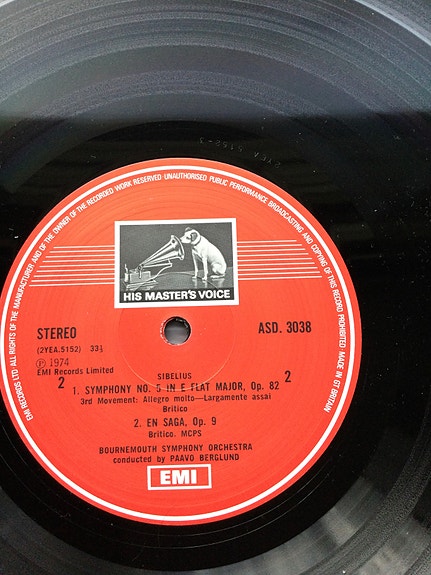 YEA 5152-3
EMI RECORDS LTD ALL RIGHTS OF THE MANUFACTURER AND OF THE OWNER OF THE RECORDED WORK RESERVED UNAUTHORISED PUBLIC PERFORMANCE BROADCASTING AND COPYING OF THIS RECORD PROHIBITED MADE IN GT BRITAIN
HIS MASTER'S VOICE
STEREO
ASD. 3038
(2YEA.5152) 33⅓
Ⓟ 1974
EMI Records Limited
SIBELIUS
2
2
1. SYMPHONY NO. 5 IN E FLAT MAJOR, Op. 82
3rd Movement: Allegro molto—Largamente assai
Britico
2. EN SAGA, Op. 9
Britico. MCPS
BOURNEMOUTH SYMPHONY ORCHESTRA
conducted by PAAVO BERGLUND
EMI